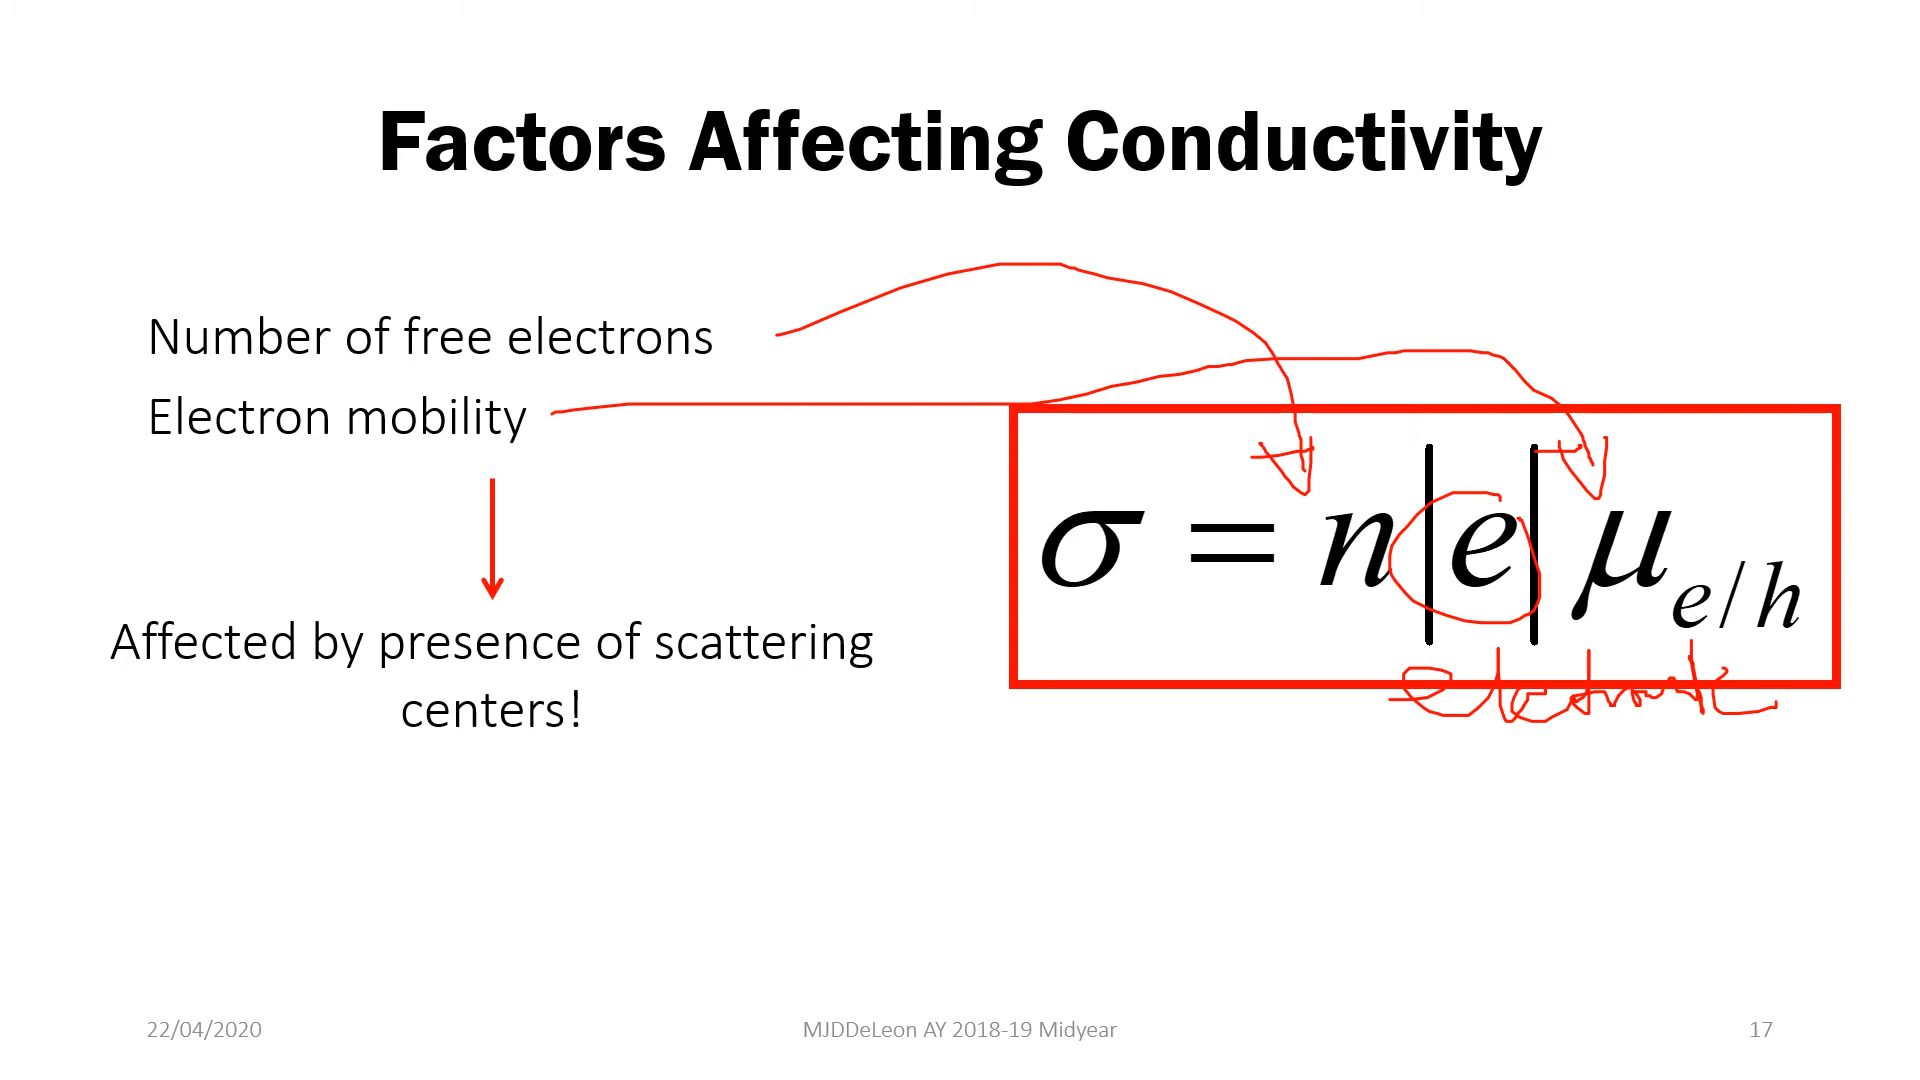 Factors Affecting Conductivity
Number of free electrons
Electron mobility
σ = n|e| μe/h
electronic
Affected by presence of scattering
centers!
22/04/2020
MJDDeLeon AY 2018-19 Midyear
17